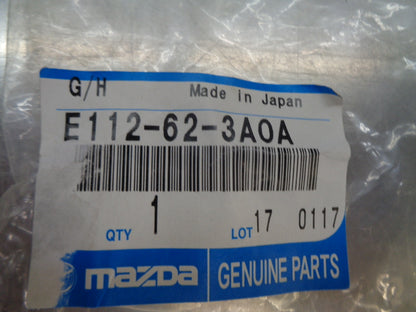 G/H Made in Japan
E112-62-3A0A
QTY 1 LOT 17 0117
mazda GENUINE PARTS